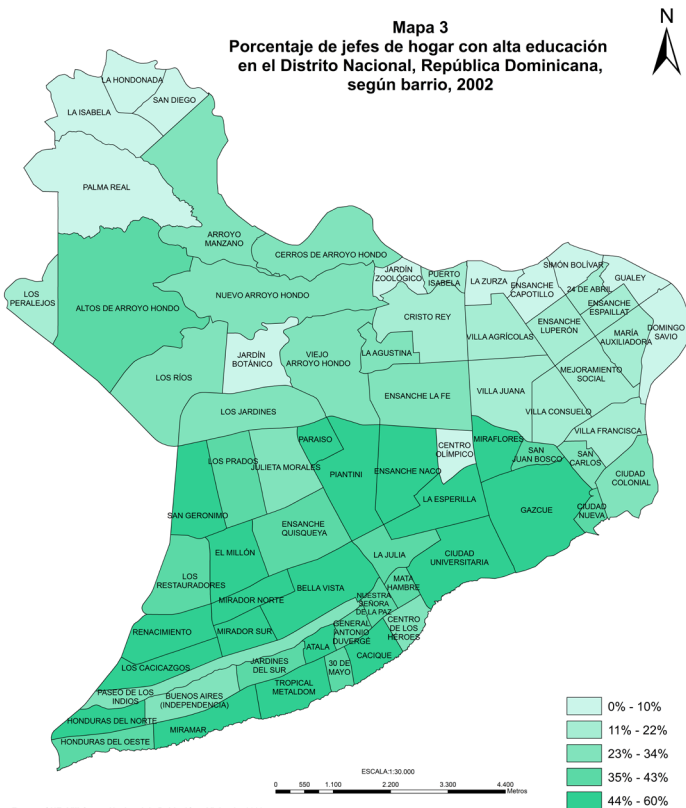 Mapa 3
Porcentaje de jefes de hogar con alta educación
en el Distrito Nacional, República Dominicana,
según barrio, 2002
N
LA HONDONADA
SAN DIEGO
LA ISABELA
PALMA REAL
ARROYO
MANZANO
CERROS DE ARROYO HONDO
LOS
PERALEJOS
ALTOS DE ARROYO HONDO
NUEVO ARROYO HONDO
JARDÍN
ZOOLÓGICO
PUERTO
ISABELA
LA ZURZA
ENSANCHE
CAPOTILLO
SIMÓN BOLÍVAR
24 DE ABRIL
GUALEY
ENSANCHE
ESPAILLAT
DOMINGO
SAVIO
CRISTO REY
VILLA AGRÍCOLAS
ENSANCHE
LUPERÓN
MARÍA
AUXILIADORA
JARDÍN
BOTÁNICO
VIEJO
ARROYO HONDO
LA AGUSTINA
MEJORAMIENTO
SOCIAL
LOS RÍOS
ENSANCHE LA FE
VILLA JUANA
VILLA CONSUELO
LOS JARDINES
VILLA FRANCISCA
PARAISO
CENTRO
OLÍMPICO
MIRAFLORES
SAN
JUAN BOSCO
SAN
CARLOS
CIUDAD
COLONIAL
LOS PRADOS
JULIETA MORALES
PIANTINI
ENSANCHE NACO
LA ESPERILLA
GAZCUE
CIUDAD
NUEVA
SAN GERONIMO
ENSANCHE
QUISQUEYA
EL MILLÓN
LA JULIA
CIUDAD
UNIVERSITARIA
LOS
RESTAURADORES
MATA
HAMBRE
BELLA VISTA
MIRADOR NORTE
NUESTRA
SEÑORA
DE LA PAZ
RENACIMIENTO
MIRADOR SUR
GENERAL
ANTONIO
DUVERGÉ
CENTRO
DE LOS
HÉROES
ATALA
CACIQUE
LOS CACICAZGOS
JARDINES
DEL SUR
30 DE
MAYO
PASEO DE LOS
INDIOS
BUENOS AIRES
(INDEPENDENCIA)
TROPICAL
METALDOM
HONDURAS DEL NORTE
MIRAMAR
HONDURAS DEL OESTE
0% - 10%
11% - 22%
23% - 34%
35% - 43%
44% - 60%
ESCALA:1:30.000
0 550 1.100 2.200 3.300 4.400
Metros